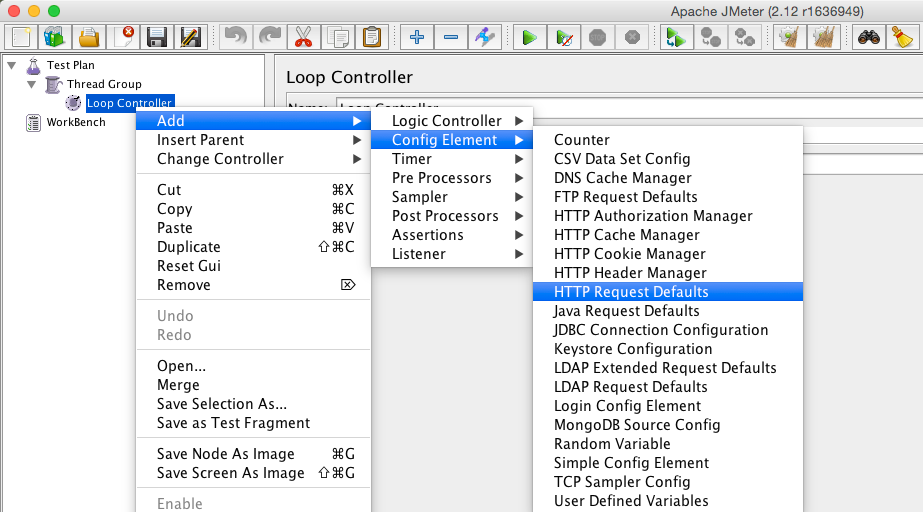 Apache JMeter (2.12 r1636949)
Test Plan
Thread Group
Loop Controller
WorkBench
Loop Controller
Name: Loop Controller
Add
Insert Parent
Change Controller
Cut ⌘X
Copy ⌘C
Paste ⌘V
Duplicate ⇧⌘C
Reset Gui
Remove ⌦
Undo
Redo
Open...
Merge
Save Selection As...
Save as Test Fragment
Save Node As Image ⌘G
Save Screen As Image ⇧⌘G
Enable
Logic Controller
Config Element
Timer
Pre Processors
Sampler
Post Processors
Assertions
Listener
Counter
CSV Data Set Config
DNS Cache Manager
FTP Request Defaults
HTTP Authorization Manager
HTTP Cache Manager
HTTP Cookie Manager
HTTP Header Manager
HTTP Request Defaults
Java Request Defaults
JDBC Connection Configuration
Keystore Configuration
LDAP Extended Request Defaults
LDAP Request Defaults
Login Config Element
MongoDB Source Config
Random Variable
Simple Config Element
TCP Sampler Config
User Defined Variables